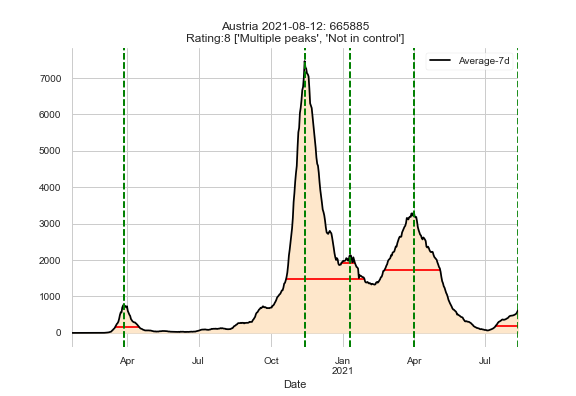 Austria 2021-08-12: 665885
Rating:8 ['Multiple peaks', 'Not in control']
Average-7d
7000
6000
5000
4000
3000
2000
1000
0
Apr Jul Oct Jan Apr Jul
2021
Date